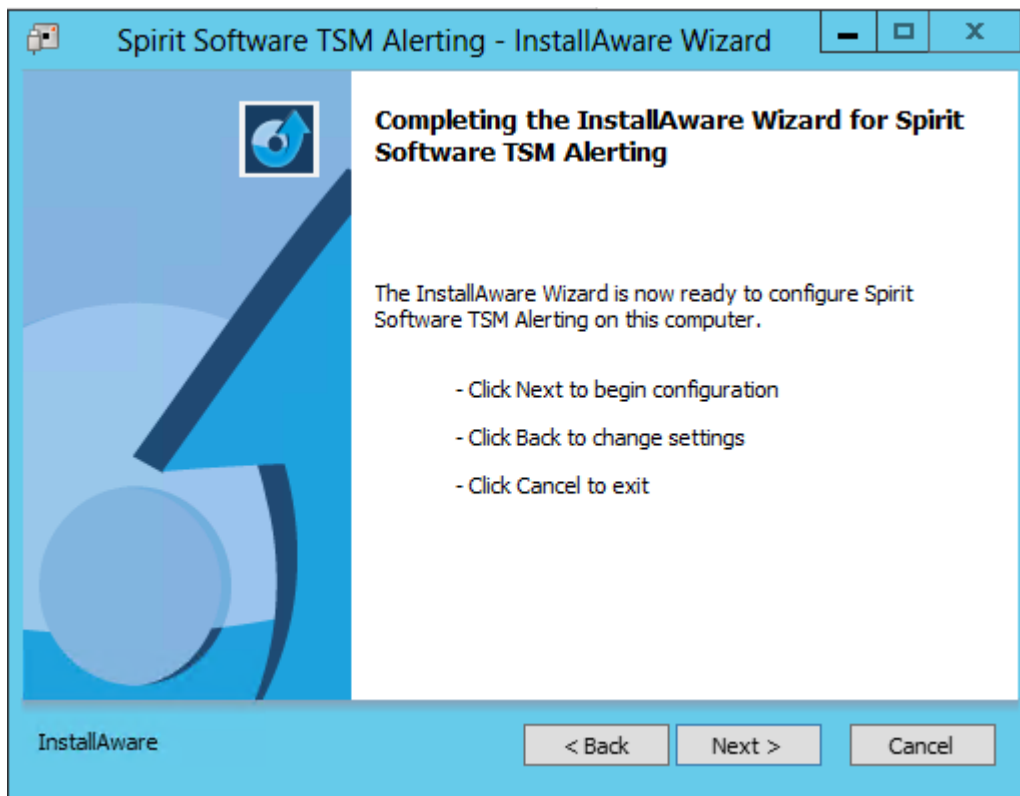 Spirit Software TSM Alerting - InstallAware Wizard
Completing the InstallAware Wizard for Spirit
Software TSM Alerting
The InstallAware Wizard is now ready to configure Spirit
Software TSM Alerting on this computer.
- Click Next to begin configuration
- Click Back to change settings
- Click Cancel to exit
InstallAware
< Back
Next >
Cancel